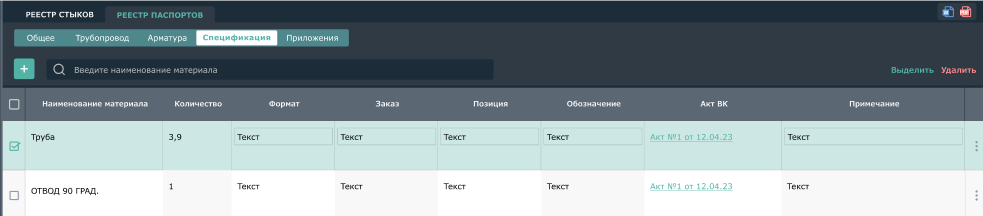 РЕЕСТР СТЫКОВ РЕЕСТР ПАСПОРТОВ
Общее Трубопровод Арматура Спецификация Приложения
+ Введите наименование материала Выделить Удалить
Наименование материала Количество Формат Заказ Позиция Обозначение Акт ВК Примечание
Труба 3,9 Текст Текст Текст Текст Акт №1 от 12.04.23 Текст
ОТВОД 90 ГРАД. 1 Текст Текст Текст Текст Акт №1 от 12.04.23 Текст